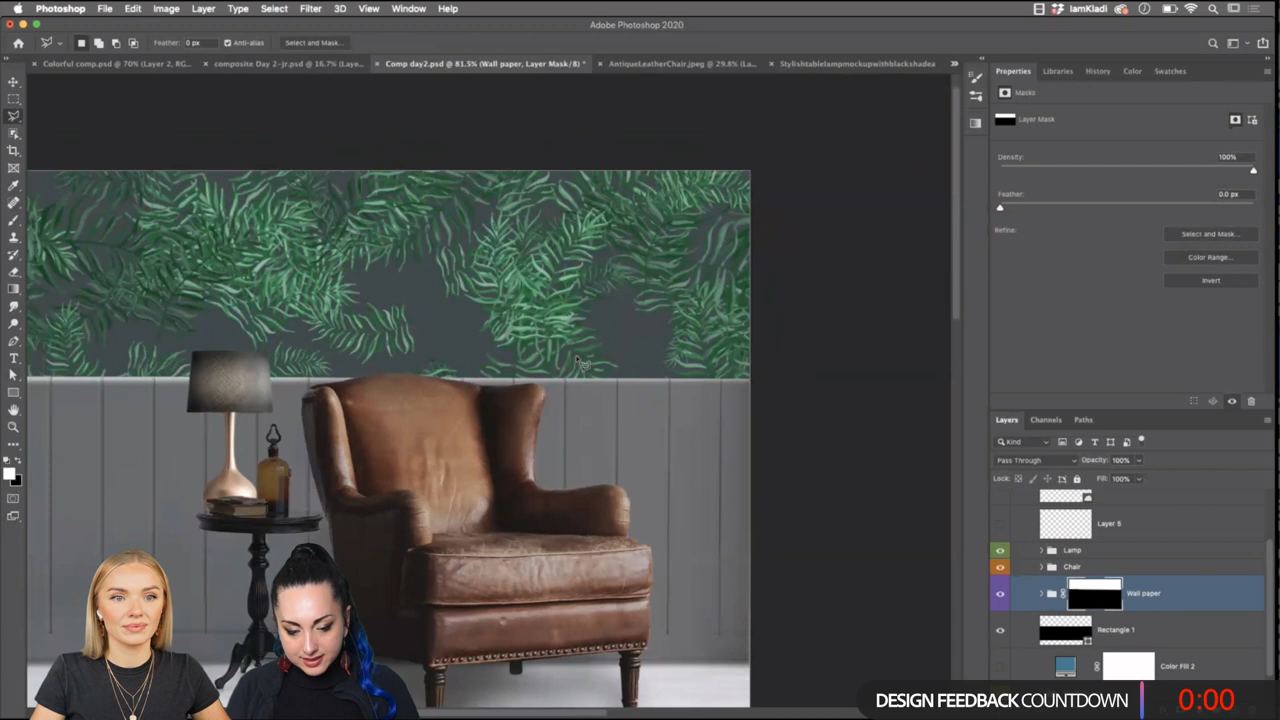 Photoshop File Edit Image Layer Type Select Filter 3D View Window Help IamKladi
Adobe Photoshop 2020
Feather: 0 px Anti-alias Select and Mask...
Colorful comp.psd @ 70% (Layer 2, RG... composite Day 2-jr.psd @ 16.7% (Laye... Comp day2.psd @ 81.5% (Wall paper, Layer Mask/8) * AntiqueLeatherChair.jpeg @ 29.8% (La... Stylishtablelampmockupwithblackshadea
Properties Libraries History Color Swatches
Masks
Layer Mask
Density: 100%
Feather: 0.0 px
Refine: Select and Mask...
Color Range...
Invert
Layers Channels Paths
Kind
Pass Through Opacity: 100%
Lock: Fill: 100%
Layer 5
Lamp
Chair
Wall paper
Rectangle 1
Color Fill 2
DESIGN FEEDBACK COUNTDOWN 0:00